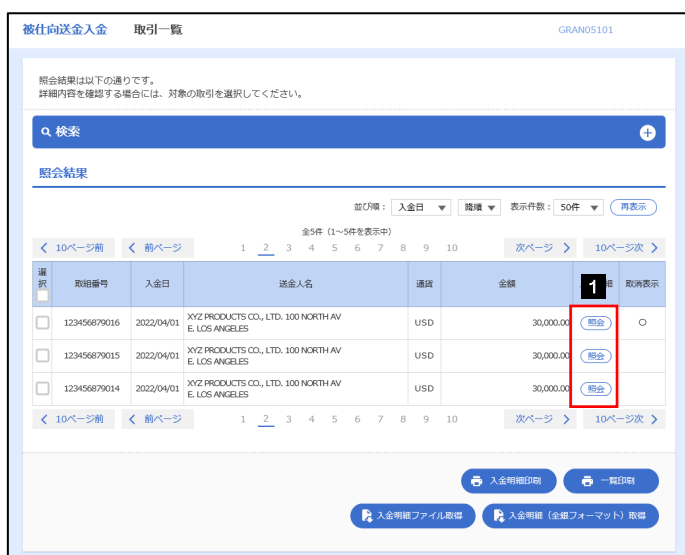 被仕向送金入金 取引一覧 GRAN05101
照会結果は以下の通りです。
詳細内容を確認する場合には、対象の取引を選択してください。
検索
照会結果
並び順： 入金日 降順 表示件数： 50件 再表示
全5件（1～5件を表示中）
10ページ前 前ページ 1 2 3 4 5 6 7 8 9 10 次ページ 10ページ次
選択 取組番号 入金日 送金人名 通貨 金額 1 細 取消表示
123456879016 2022/04/01 XYZ PRODUCTS CO., LTD. 100 NORTH AV USD 30,000.00 照会 ○
E. LOS ANGELES
123456879015 2022/04/01 XYZ PRODUCTS CO., LTD. 100 NORTH AV USD 30,000.00 照会
E. LOS ANGELES
123456879014 2022/04/01 XYZ PRODUCTS CO., LTD. 100 NORTH AV USD 30,000.00 照会
E. LOS ANGELES
10ページ前 前ページ 1 2 3 4 5 6 7 8 9 10 次ページ 10ページ次
入金明細印刷 一覧印刷
入金明細ファイル取得 入金明細（全銀フォーマット）取得